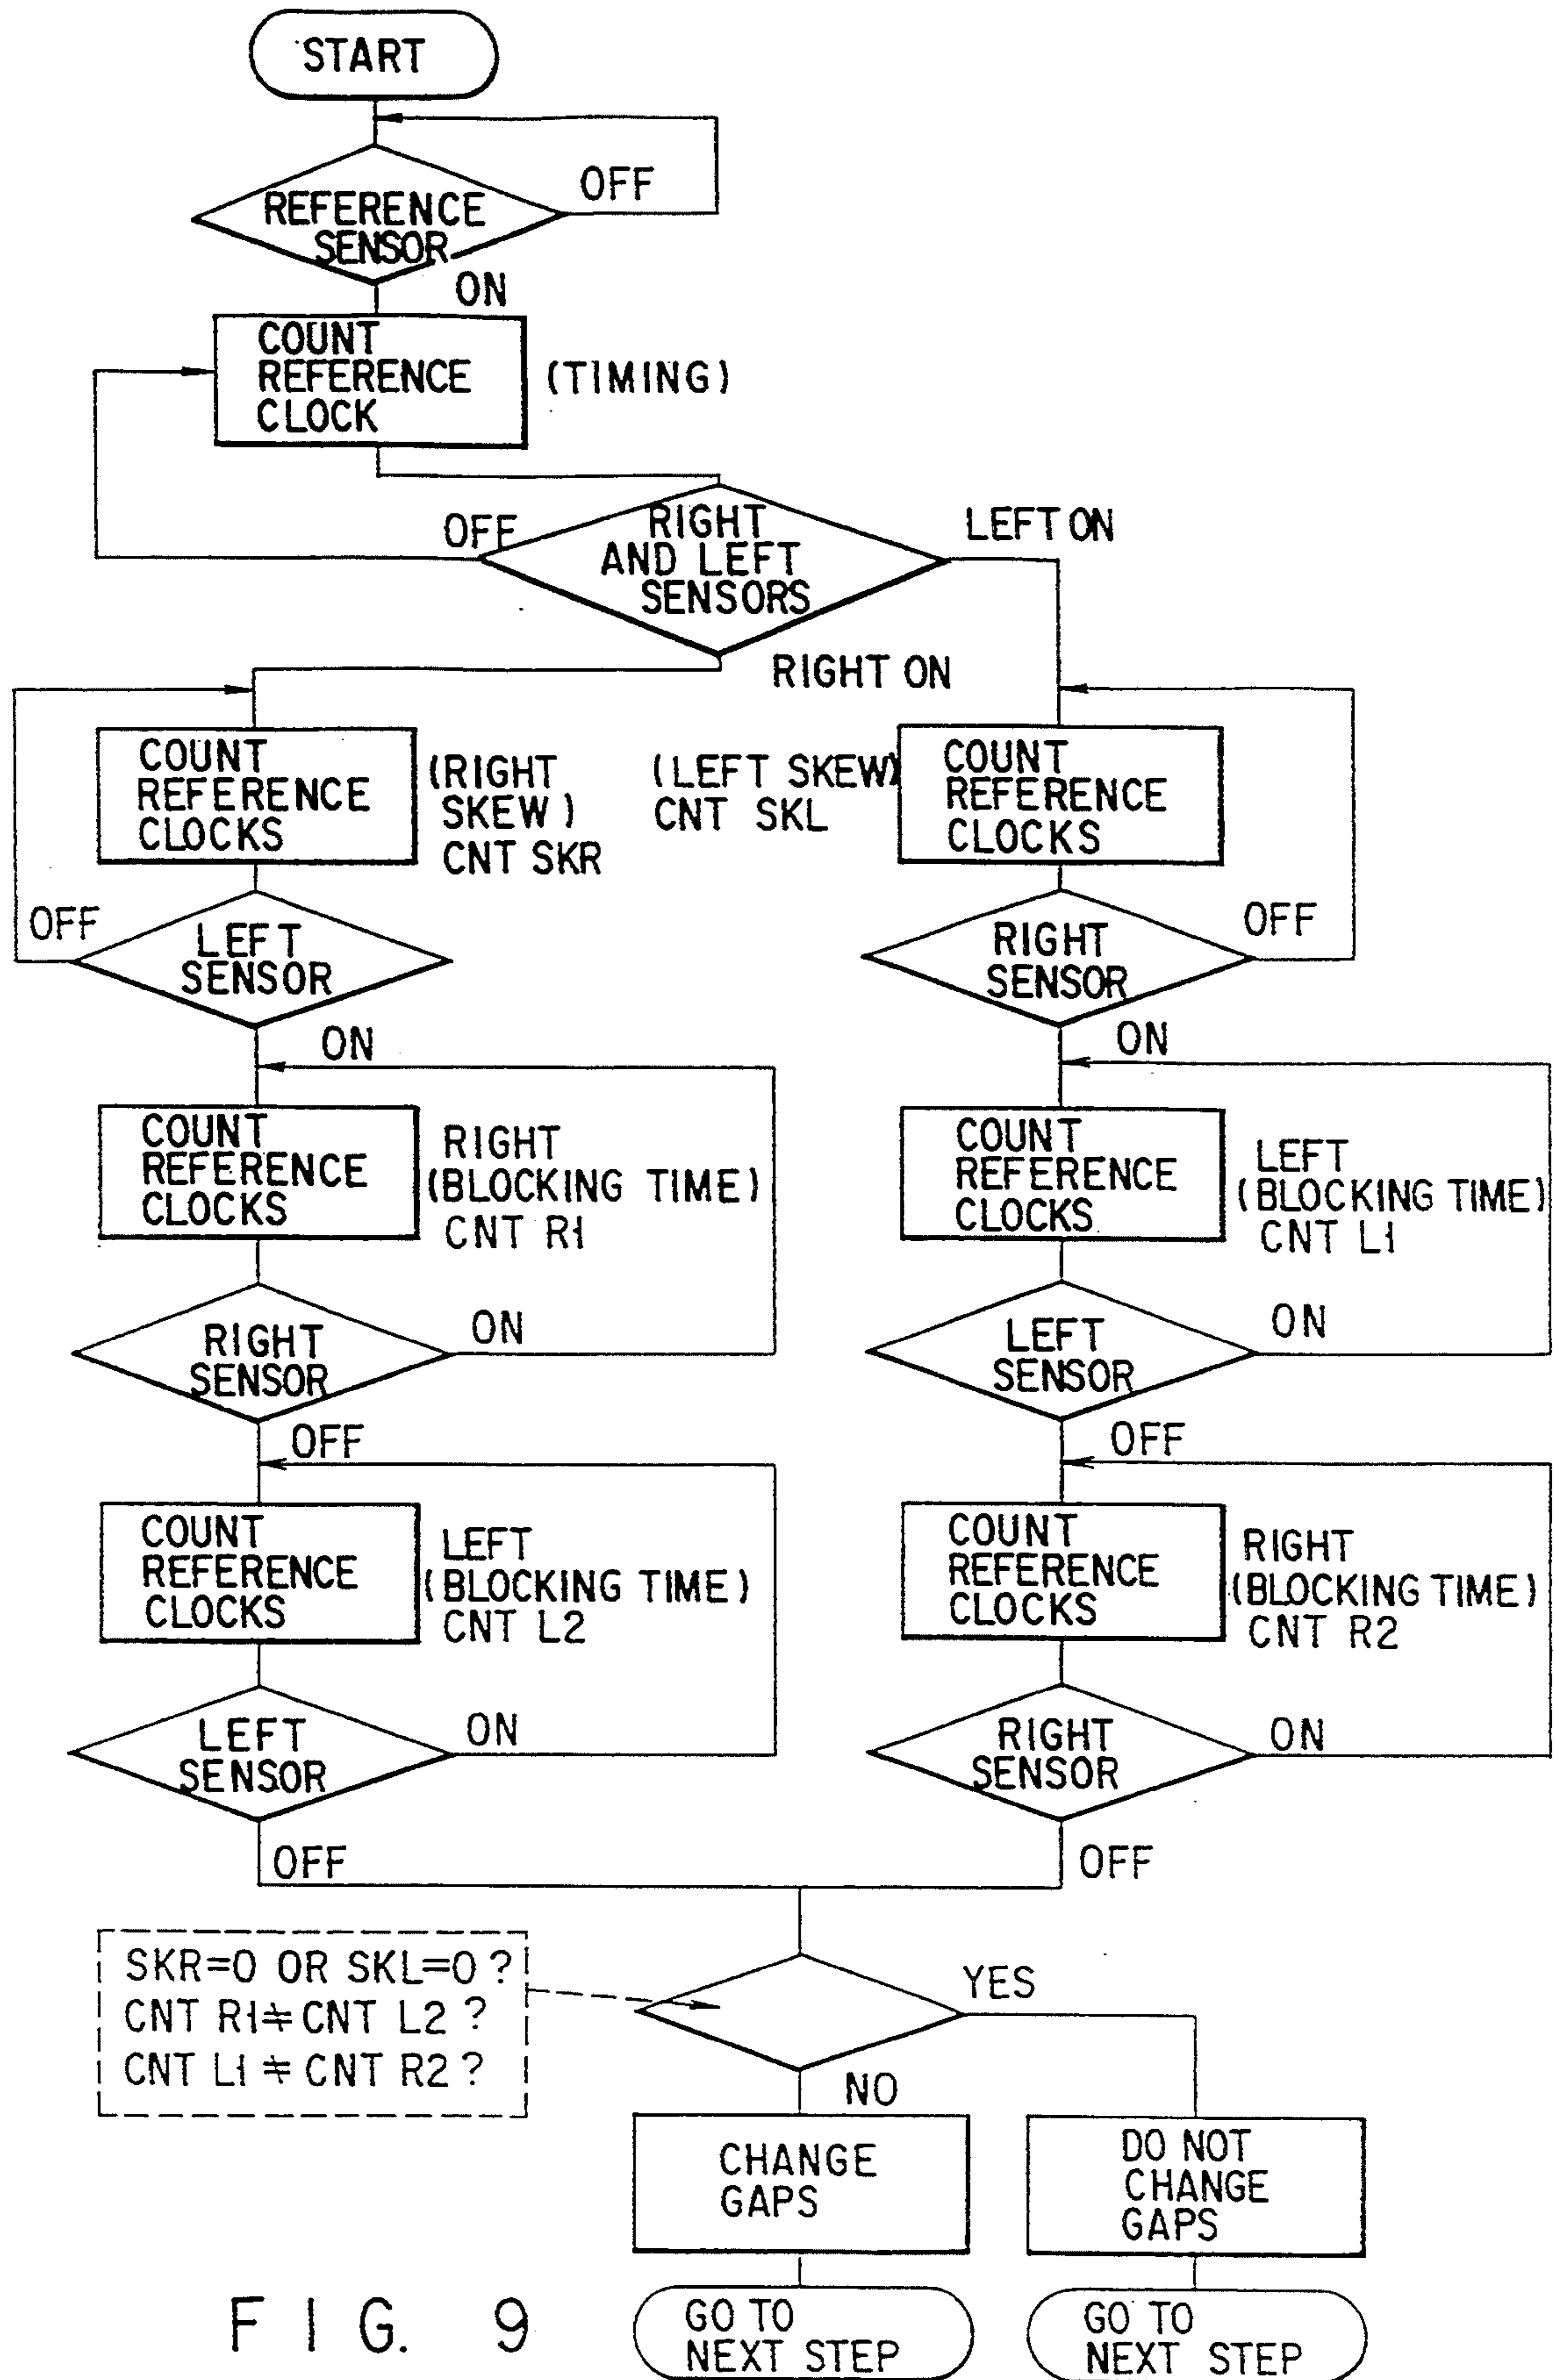 START
OFF
REFERENCE
SENSOR
ON
COUNT
REFERENCE
CLOCK
(TIMING)
OFF
RIGHT
AND LEFT
SENSORS
LEFT ON
RIGHT ON
COUNT
REFERENCE
CLOCKS
(RIGHT
SKEW)
CNT SKR
(LEFT SKEW)
CNT SKL
COUNT
REFERENCE
CLOCKS
OFF
LEFT
SENSOR
RIGHT
SENSOR
OFF
ON
ON
COUNT
REFERENCE
CLOCKS
RIGHT
(BLOCKING TIME)
CNT R1
COUNT
REFERENCE
CLOCKS
LEFT
(BLOCKING TIME)
CNT L1
RIGHT
SENSOR
ON
LEFT
SENSOR
ON
OFF
OFF
COUNT
REFERENCE
CLOCKS
LEFT
(BLOCKING TIME)
CNT L2
COUNT
REFERENCE
CLOCKS
RIGHT
(BLOCKING TIME)
CNT R2
LEFT
SENSOR
ON
RIGHT
SENSOR
ON
OFF
OFF
SKR=0 OR SKL=0?
CNT R1≠CNT L2?
CNT L1≠CNT R2?
YES
NO
CHANGE
GAPS
DO NOT
CHANGE
GAPS
GO TO
NEXT STEP
GO TO
NEXT STEP
FIG. 9